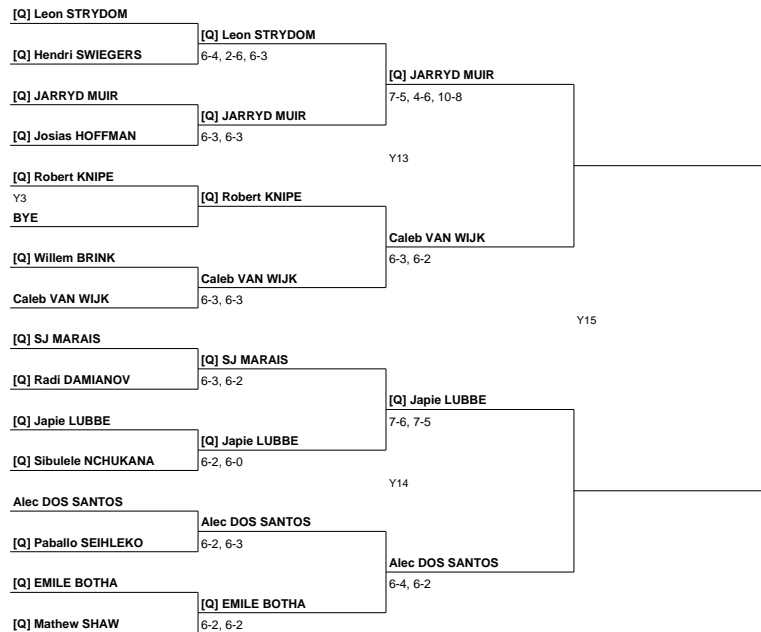 [Q] Leon STRYDOM
[Q] Leon STRYDOM
[Q] Hendri SWIEGERS
6-4, 2-6, 6-3
[Q] JARRYD MUIR
7-5, 4-6, 10-8
[Q] JARRYD MUIR
[Q] JARRYD MUIR
[Q] Josias HOFFMAN
6-3, 6-3
Y13
[Q] Robert KNIPE
Y3
[Q] Robert KNIPE
BYE
Caleb VAN WIJK
6-3, 6-2
[Q] Willem BRINK
Caleb VAN WIJK
Caleb VAN WIJK
6-3, 6-3
Y15
[Q] SJ MARAIS
[Q] SJ MARAIS
[Q] Radi DAMIANOV
6-3, 6-2
[Q] Japie LUBBE
7-6, 7-5
[Q] Japie LUBBE
[Q] Japie LUBBE
[Q] Sibulele NCHUKANA
6-2, 6-0
Y14
Alec DOS SANTOS
Alec DOS SANTOS
[Q] Paballo SEIHLEKO
6-2, 6-3
Alec DOS SANTOS
6-4, 6-2
[Q] EMILE BOTHA
[Q] EMILE BOTHA
[Q] Mathew SHAW
6-2, 6-2